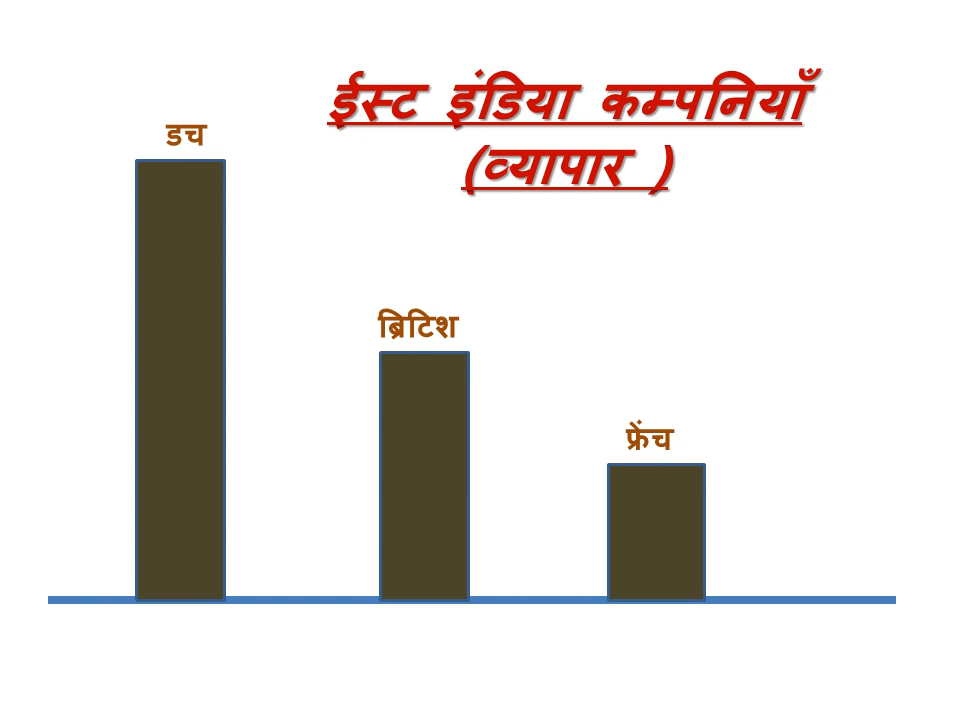 ईस्ट इंडिया कम्पनियाँ
(व्यापार )
डच
ब्रिटिश
फ्रेंच